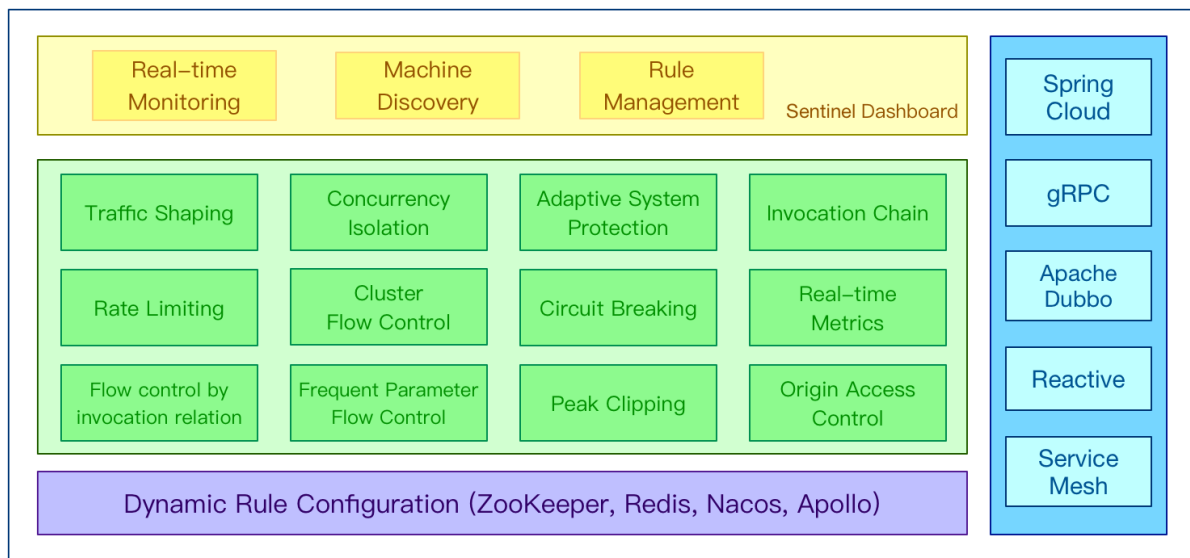 Real-time
Monitoring
Machine
Discovery
Rule
Management
Sentinel Dashboard
Traffic Shaping
Concurrency
Isolation
Adaptive System
Protection
Invocation Chain
Rate Limiting
Cluster
Flow Control
Circuit Breaking
Real-time
Metrics
Flow control by
invocation relation
Frequent Parameter
Flow Control
Peak Clipping
Origin Access
Control
Dynamic Rule Configuration (ZooKeeper, Redis, Nacos, Apollo)
Spring
Cloud
gRPC
Apache
Dubbo
Reactive
Service
Mesh